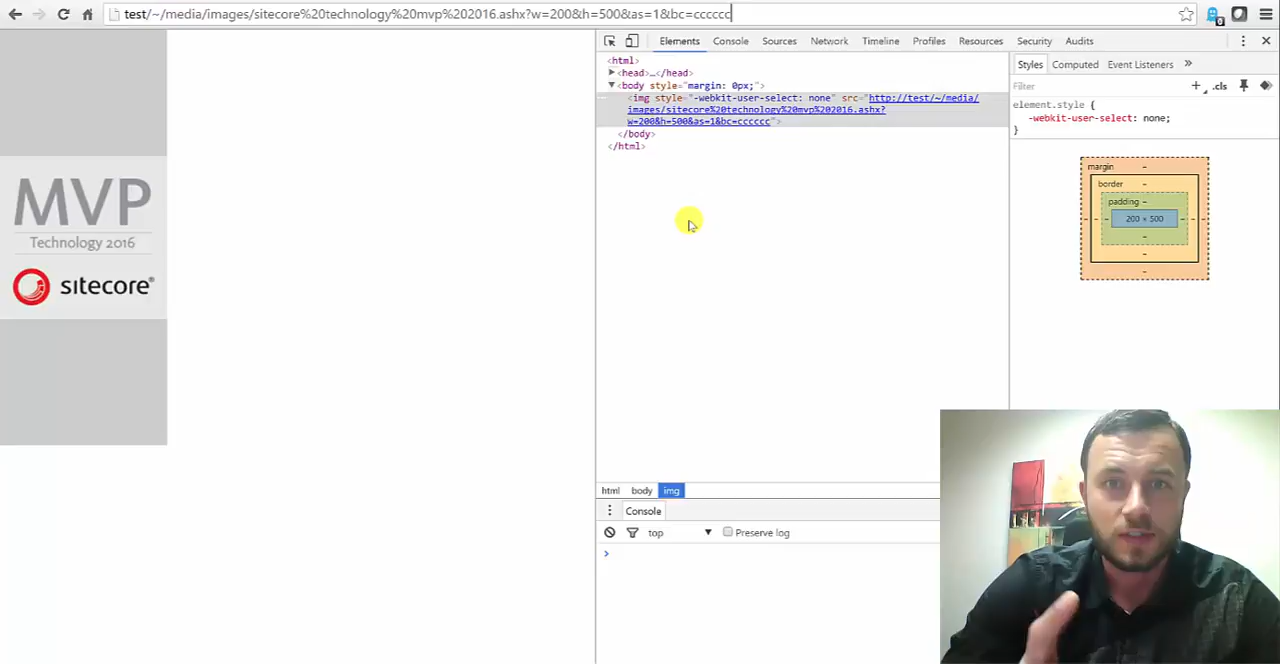 test/~/media/images/sitecore%20technology%20mvp%202016.ashx?w=200&h=500&as=1&bc=cccccc
Elements Console Sources Network Timeline Profiles Resources Security Audits
<html>
<head>…</head>
<body style="margin: 0px;">
<img style="-webkit-user-select: none" src="http://test/~/media/
images/sitecore%20technology%20mvp%202016.ashx?
w=200&h=500&as=1&bc=cccccc">
</body>
</html>
Styles Computed Event Listeners »
Filter + .cls
element.style {
-webkit-user-select: none;
}
margin -
border -
padding -
- - - 200 × 500 - - -
-
-
-
MVP
Technology 2016
sitecore®
html body img
Console
top Preserve log
>
0